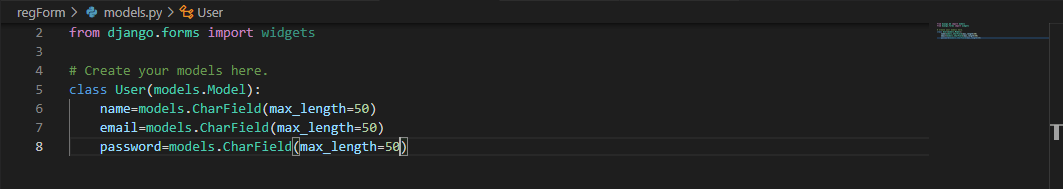 regForm > models.py > User
2 from django.forms import widgets
3
4 # Create your models here.
5 class User(models.Model):
6 name=models.CharField(max_length=50)
7 email=models.CharField(max_length=50)
8 password=models.CharField(max_length=50)